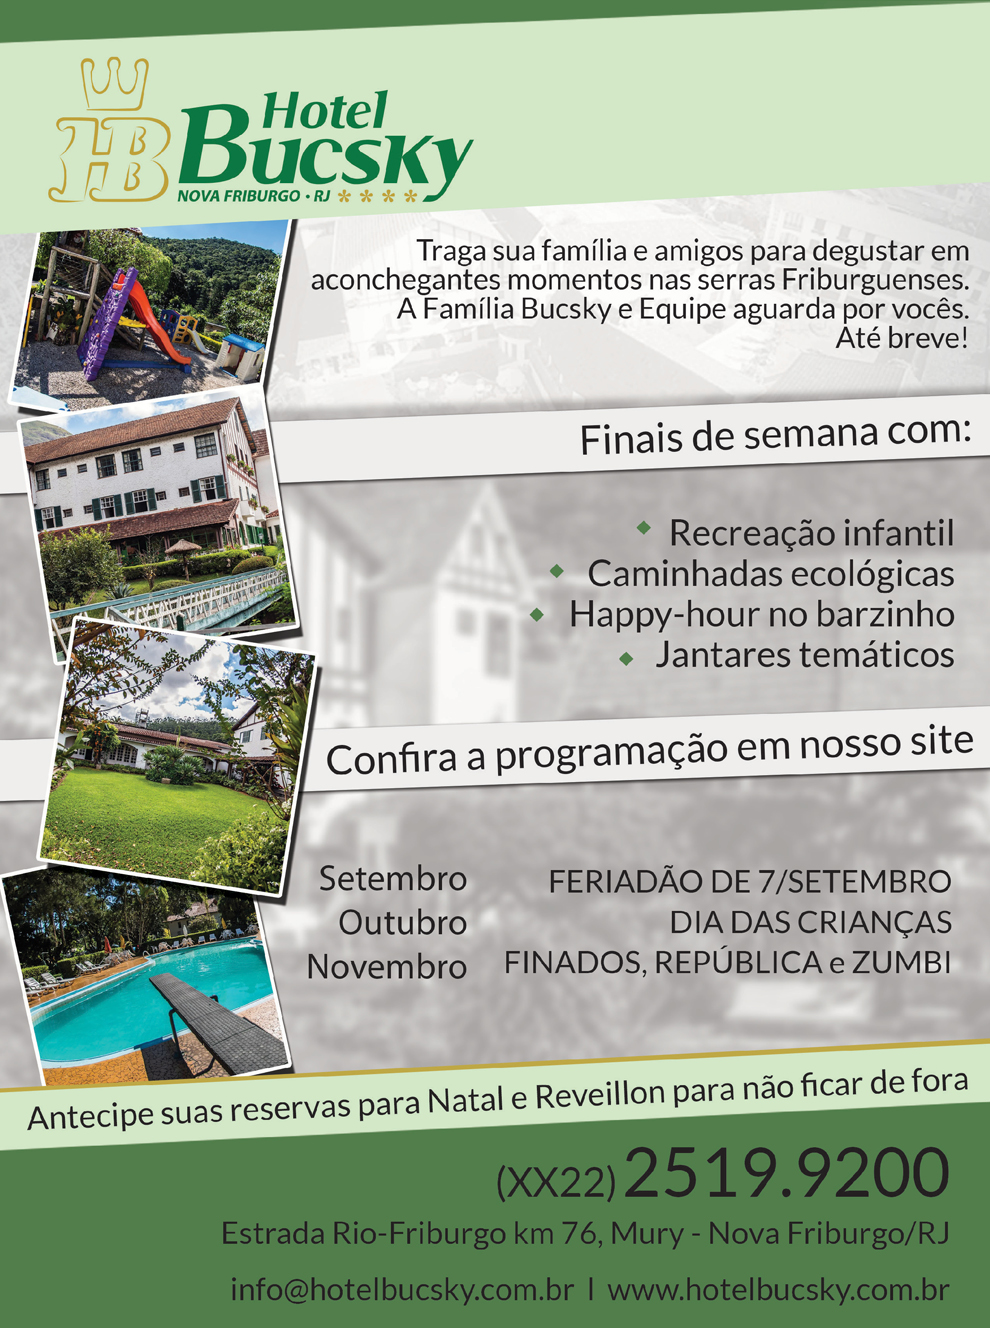 HB
Hotel
Bucsky
NOVA FRIBURGO • RJ ****
Traga sua família e amigos para degustar em
aconchegantes momentos nas serras Friburguenses.
A Família Bucsky e Equipe aguarda por vocês.
Até breve!
Finais de semana com:
Recreação infantil
Caminhadas ecológicas
Happy-hour no barzinho
Jantares temáticos
Confira a programação em nosso site
Setembro FERIADÃO DE 7/SETEMBRO
Outubro DIA DAS CRIANÇAS
Novembro FINADOS, REPÚBLICA e ZUMBI
Antecipe suas reservas para Natal e Reveillon para não ficar de fora
(XX22) 2519.9200
Estrada Rio-Friburgo km 76, Mury - Nova Friburgo/RJ
info@hotelbucsky.com.br l www.hotelbucsky.com.br